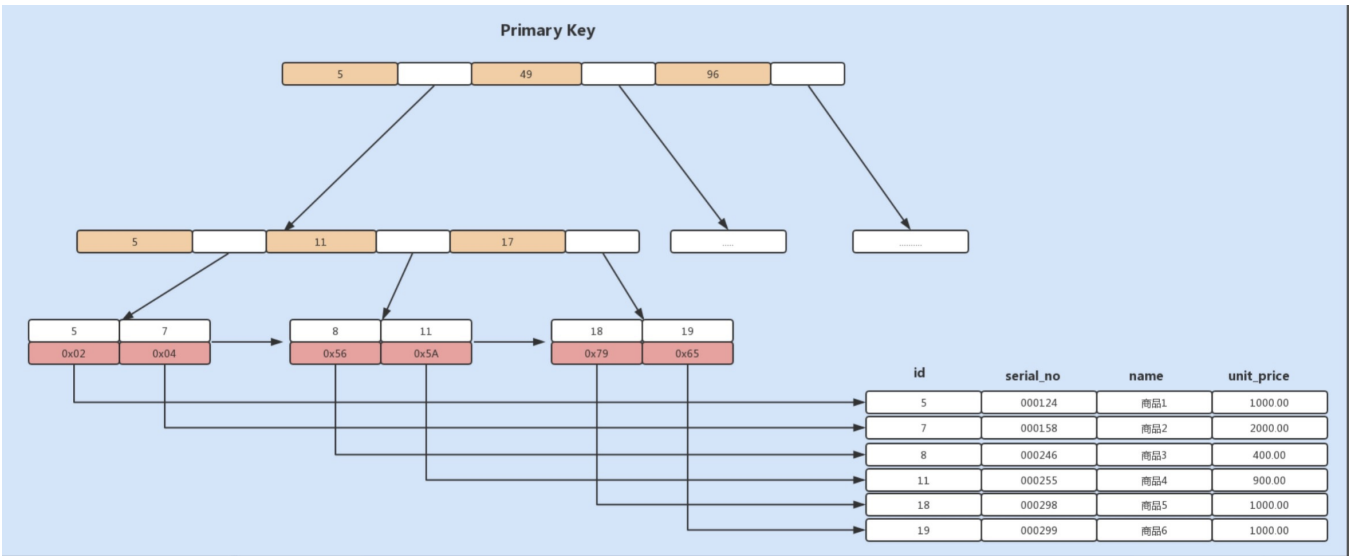 Primary Key
5 49 96
5 11 17 ..... ..........
5 7 8 11 18 19
0x02 0x04 0x56 0x5A 0x79 0x65
id serial_no name unit_price
5 000124 商品1 1000.00
7 000158 商品2 2000.00
8 000246 商品3 400.00
11 000255 商品4 900.00
18 000298 商品5 1000.00
19 000299 商品6 1000.00